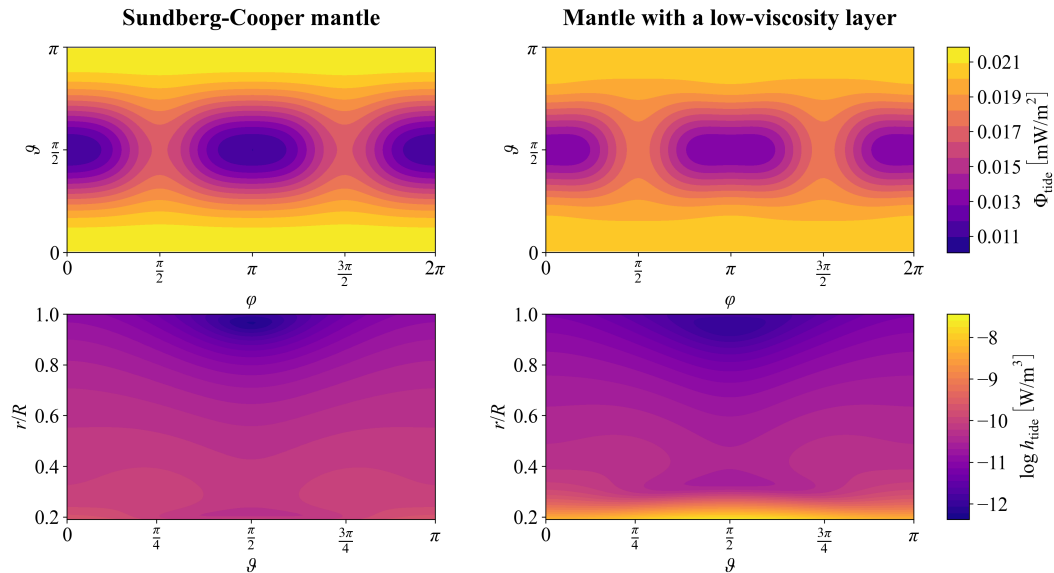 Sundberg-Cooper mantle
Mantle with a low-viscosity layer
π
ϑ π/2
0
0 π/2 π 3π/2 2π
φ
π
ϑ π/2
0
0 π/2 π 3π/2 2π
φ
0.021
0.019
0.017
0.015
0.013
0.011
Φ_tide [mW/m²]
1.0
0.8
0.6
0.4
0.2
r/R
0 π/4 π/2 3π/4 π
ϑ
1.0
0.8
0.6
0.4
0.2
r/R
0 π/4 π/2 3π/4 π
ϑ
−8
−9
−10
−11
−12
log h_tide [W/m³]